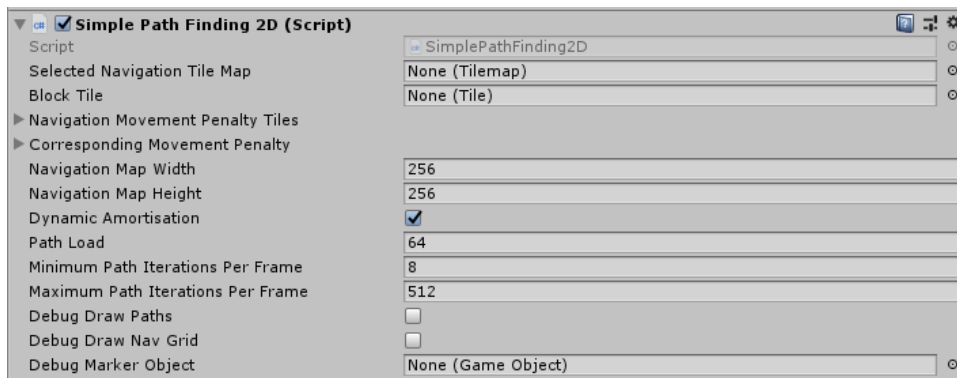 Simple Path Finding 2D (Script)
Script SimplePathFinding2D
Selected Navigation Tile Map None (Tilemap)
Block Tile None (Tile)
Navigation Movement Penalty Tiles
Corresponding Movement Penalty
Navigation Map Width 256
Navigation Map Height 256
Dynamic Amortisation
Path Load 64
Minimum Path Iterations Per Frame 8
Maximum Path Iterations Per Frame 512
Debug Draw Paths
Debug Draw Nav Grid
Debug Marker Object None (Game Object)